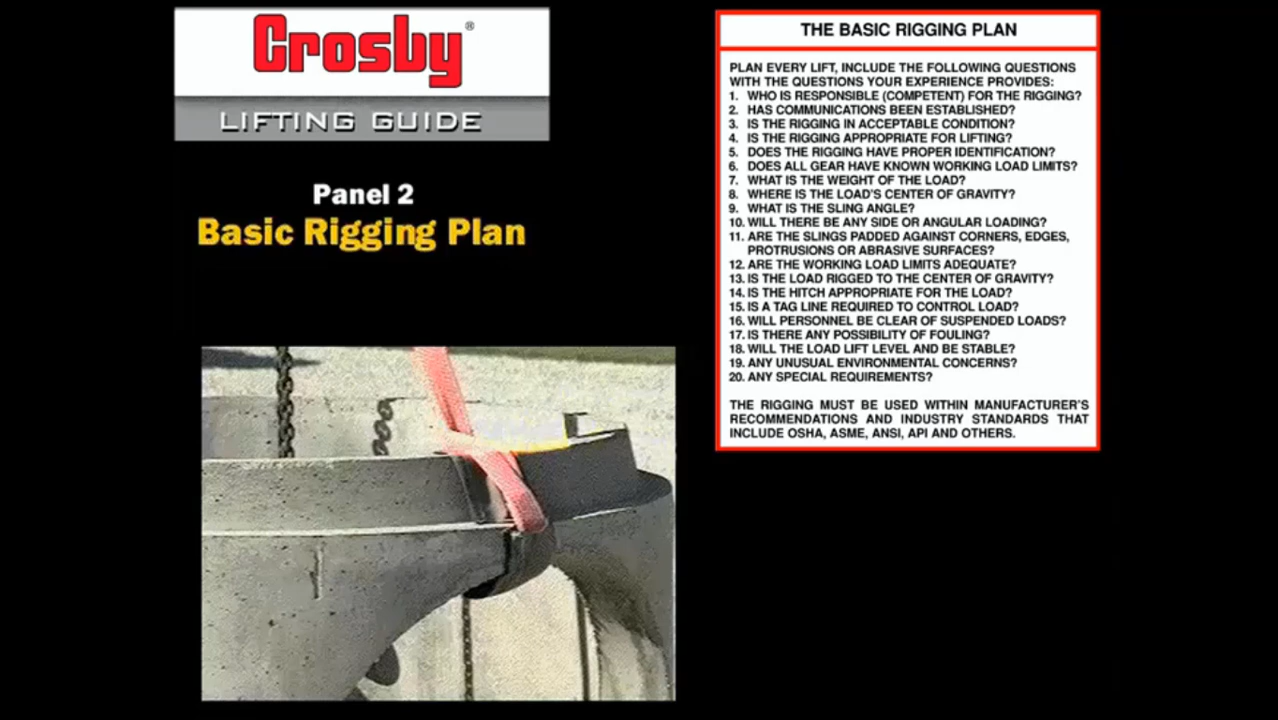 Crosby®
LIFTING GUIDE
Panel 2
Basic Rigging Plan
THE BASIC RIGGING PLAN
PLAN EVERY LIFT, INCLUDE THE FOLLOWING QUESTIONS
WITH THE QUESTIONS YOUR EXPERIENCE PROVIDES:
1. WHO IS RESPONSIBLE (COMPETENT) FOR THE RIGGING?
2. HAS COMMUNICATIONS BEEN ESTABLISHED?
3. IS THE RIGGING IN ACCEPTABLE CONDITION?
4. IS THE RIGGING APPROPRIATE FOR LIFTING?
5. DOES THE RIGGING HAVE PROPER IDENTIFICATION?
6. DOES ALL GEAR HAVE KNOWN WORKING LOAD LIMITS?
7. WHAT IS THE WEIGHT OF THE LOAD?
8. WHERE IS THE LOAD'S CENTER OF GRAVITY?
9. WHAT IS THE SLING ANGLE?
10. WILL THERE BE ANY SIDE OR ANGULAR LOADING?
11. ARE THE SLINGS PADDED AGAINST CORNERS, EDGES,
PROTRUSIONS OR ABRASIVE SURFACES?
12. ARE THE WORKING LOAD LIMITS ADEQUATE?
13. IS THE LOAD RIGGED TO THE CENTER OF GRAVITY?
14. IS THE HITCH APPROPRIATE FOR THE LOAD?
15. IS A TAG LINE REQUIRED TO CONTROL LOAD?
16. WILL PERSONNEL BE CLEAR OF SUSPENDED LOADS?
17. IS THERE ANY POSSIBILITY OF FOULING?
18. WILL THE LOAD LIFT LEVEL AND BE STABLE?
19. ANY UNUSUAL ENVIRONMENTAL CONCERNS?
20. ANY SPECIAL REQUIREMENTS?
THE RIGGING MUST BE USED WITHIN MANUFACTURER'S
RECOMMENDATIONS AND INDUSTRY STANDARDS THAT
INCLUDE OSHA, ASME, ANSI, API AND OTHERS.